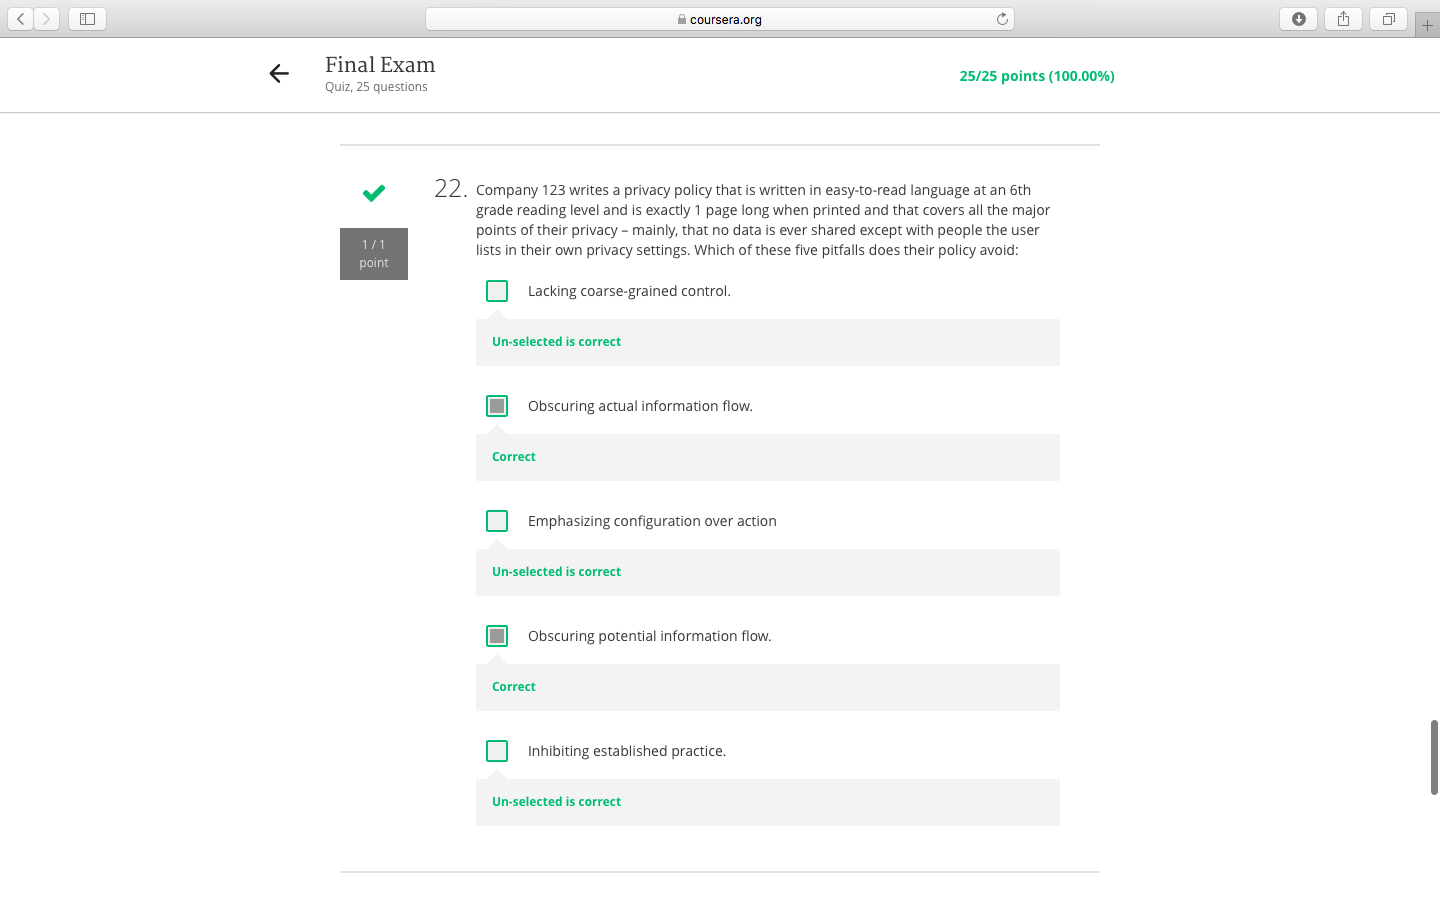 coursera.org
Final Exam
Quiz, 25 questions
25/25 points (100.00%)
1 / 1
point
22.
Company 123 writes a privacy policy that is written in easy-to-read language at an 6th
grade reading level and is exactly 1 page long when printed and that covers all the major
points of their privacy – mainly, that no data is ever shared except with people the user
lists in their own privacy settings. Which of these five pitfalls does their policy avoid:
Lacking coarse-grained control.
Un-selected is correct
Obscuring actual information flow.
Correct
Emphasizing configuration over action
Un-selected is correct
Obscuring potential information flow.
Correct
Inhibiting established practice.
Un-selected is correct